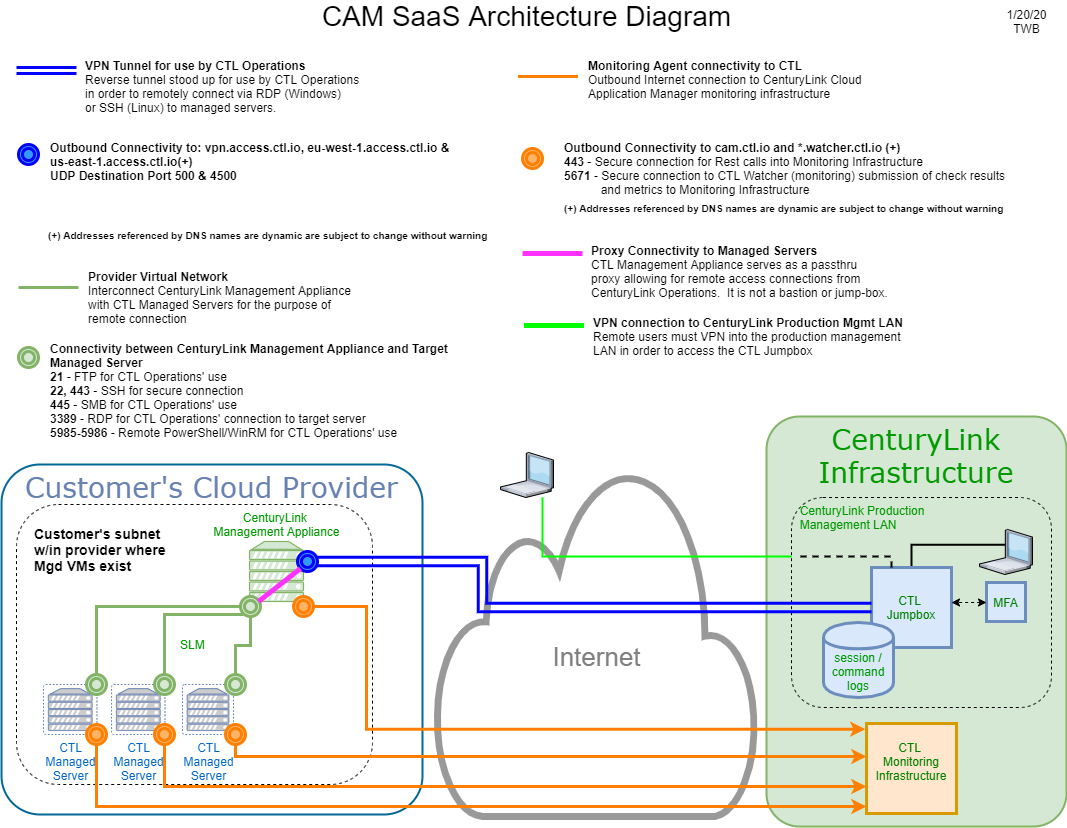 CAM SaaS Architecture Diagram
1/20/20
TWB
VPN Tunnel for use by CTL Operations
Reverse tunnel stood up for use by CTL Operations
in order to remotely connect via RDP (Windows)
or SSH (Linux) to managed servers.
Monitoring Agent connectivity to CTL
Outbound Internet connection to CenturyLink Cloud
Application Manager monitoring infrastructure
Outbound Connectivity to: vpn.access.ctl.io, eu-west-1.access.ctl.io &
us-east-1.access.ctl.io(+)
UDP Destination Port 500 & 4500
(+) Addresses referenced by DNS names are dynamic are subject to change without warning
Outbound Connectivity to cam.ctl.io and *.watcher.ctl.io (+)
443 - Secure connection for Rest calls into Monitoring Infrastructure
5671 - Secure connection to CTL Watcher (monitoring) submission of check results
and metrics to Monitoring Infrastructure
(+) Addresses referenced by DNS names are dynamic are subject to change without warning
Provider Virtual Network
Interconnect CenturyLink Management Appliance
with CTL Managed Servers for the purpose of
remote connection
Proxy Connectivity to Managed Servers
CTL Management Appliance serves as a passthru
proxy allowing for remote access connections from
CenturyLink Operations. It is not a bastion or jump-box.
VPN connection to CenturyLink Production Mgmt LAN
Remote users must VPN into the production management
LAN in order to access the CTL Jumpbox
Connectivity between CenturyLink Management Appliance and Target
Managed Server
21 - FTP for CTL Operations' use
22, 443 - SSH for secure connection
445 - SMB for CTL Operations' use
3389 - RDP for CTL Operations' connection to target server
5985-5986 - Remote PowerShell/WinRM for CTL Operations' use
Customer's Cloud Provider
Customer's subnet
w/in provider where
Mgd VMs exist
CenturyLink
Management Appliance
SLM
CTL
Managed
Server
CTL
Managed
Server
CTL
Managed
Server
Internet
CenturyLink
Infrastructure
CenturyLink Production
Management LAN
CTL
Jumpbox
MFA
session /
command
logs
CTL
Monitoring
Infrastructure